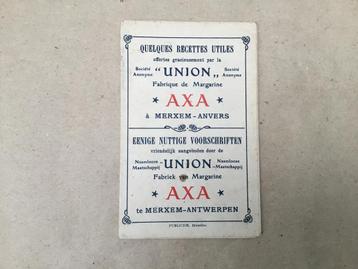 QUELQUES RECETTES UTILES
offertes gracieusement par la
Société Anonyme "UNION" Société Anonyme
Fabrique de Margarine
AXA
à MERXEM-ANVERS
EENIGE NUTTIGE VOORSCHRIFTEN
vriendelijk aangeboden door de
Naamlooze Maatschappij UNION Naamlooze Maatschappij
Fabriek van Margarine
AXA
te MERXEM-ANTWERPEN
PUBLICIDE, Bruxelles